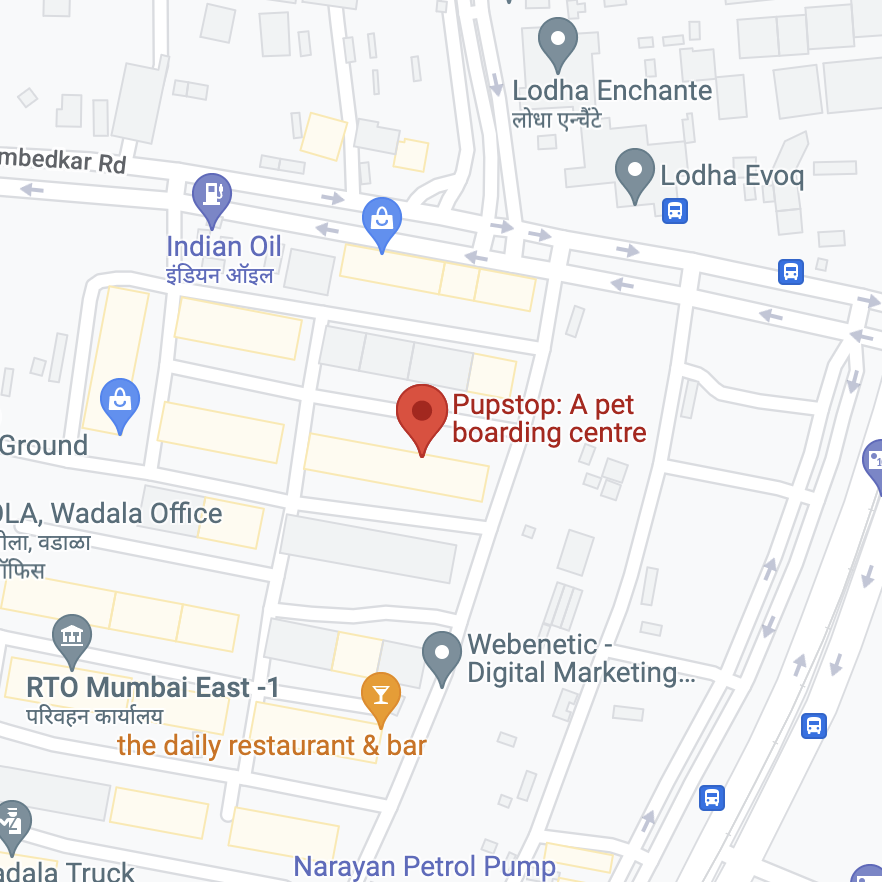 Lodha Enchante
लोधा एन्चैंटे
mbedkar Rd
Lodha Evoq
Indian Oil
इंडियन ऑइल
Pupstop: A pet
boarding centre
Ground
OLA, Wadala Office
ीला, वडाळा
ऑफिस
Webenetic -
Digital Marketing...
RTO Mumbai East -1
परिवहन कार्यालय
the daily restaurant & bar
Narayan Petrol Pump
adala Truck